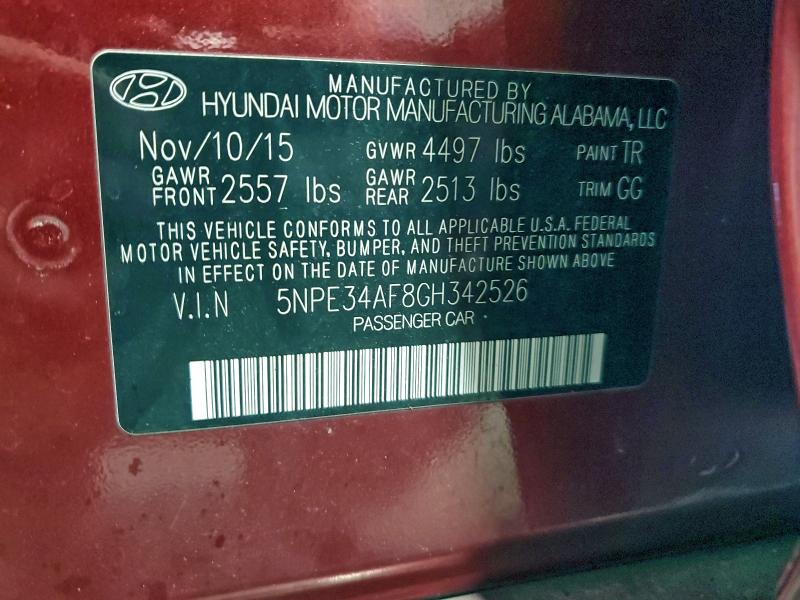 MANUFACTURED BY
HYUNDAI MOTOR MANUFACTURING ALABAMA, LLC
Nov/10/15 GVWR 4497 lbs PAINT TR
GAWR FRONT 2557 lbs GAWR REAR 2513 lbs TRIM GG
THIS VEHICLE CONFORMS TO ALL APPLICABLE U.S.A. FEDERAL
MOTOR VEHICLE SAFETY, BUMPER, AND THEFT PREVENTION STANDARDS
IN EFFECT ON THE DATE OF MANUFACTURE SHOWN ABOVE
V.I.N 5NPE34AF8GH342526
PASSENGER CAR